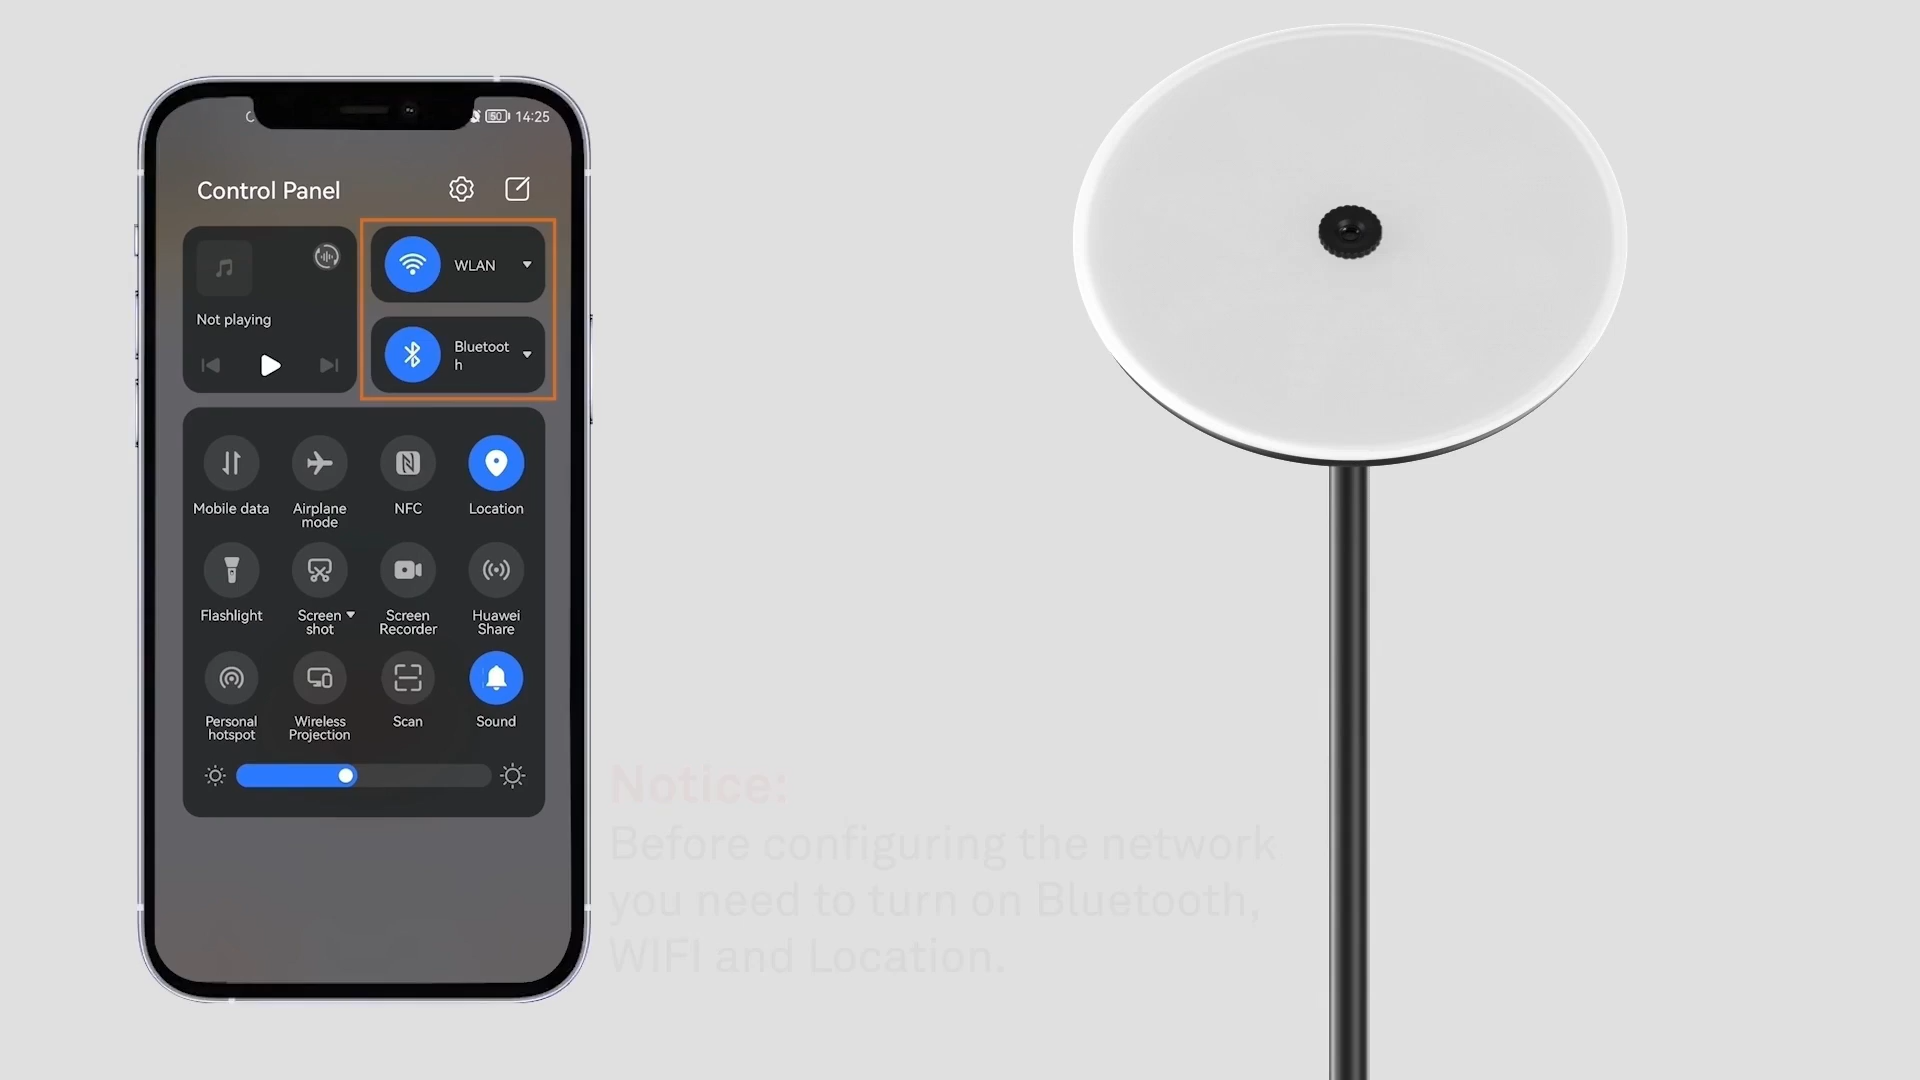 50 14:25
Control Panel
WLAN
Not playing
Bluetoot
h
Mobile data
Airplane
mode
NFC
Location
Flashlight
Screen
shot
Screen
Recorder
Huawei
Share
Personal
hotspot
Wireless
Projection
Scan
Sound
Notice:
Before configuring the network
you need to turn on Bluetooth,
WIFI and Location.